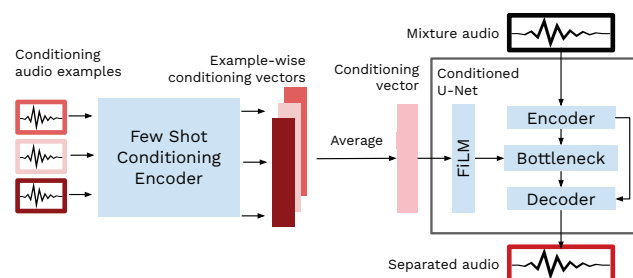 Conditioning
audio examples
Few Shot
Conditioning
Encoder
Example-wise
conditioning vectors
Average
Conditioning
vector
Mixture audio
Conditioned
U-Net
FiLM
Encoder
Bottleneck
Decoder
Separated audio